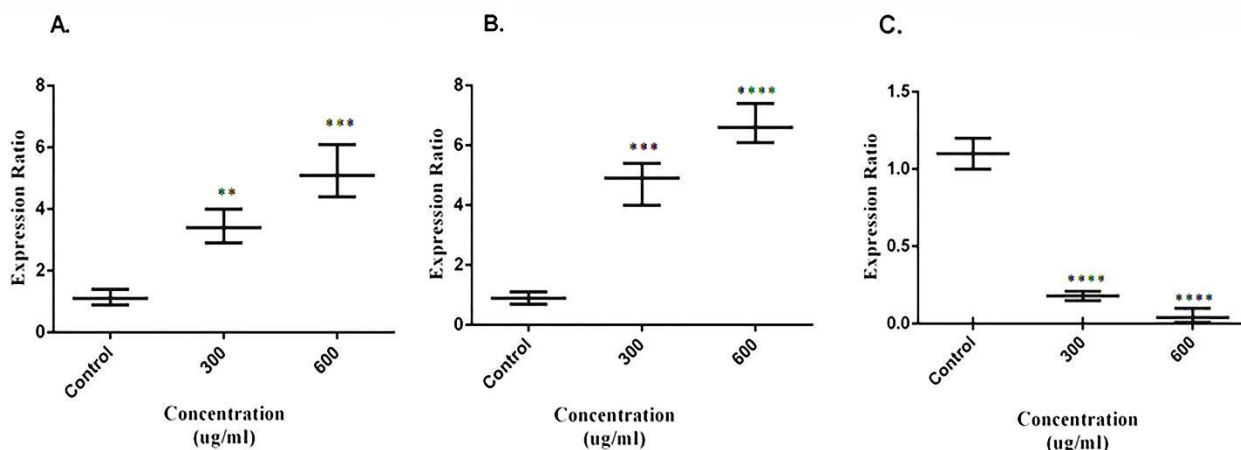 A.
Expression Ratio
8
6
4
2
0
**
***
Control
300
600
Concentration
(ug/ml)
B.
Expression Ratio
8
6
4
2
0
***
****
Control
300
600
Concentration
(ug/ml)
C.
Expression Ratio
1.5
1.0
0.5
0.0
****
****
Control
300
600
Concentration
(ug/ml)